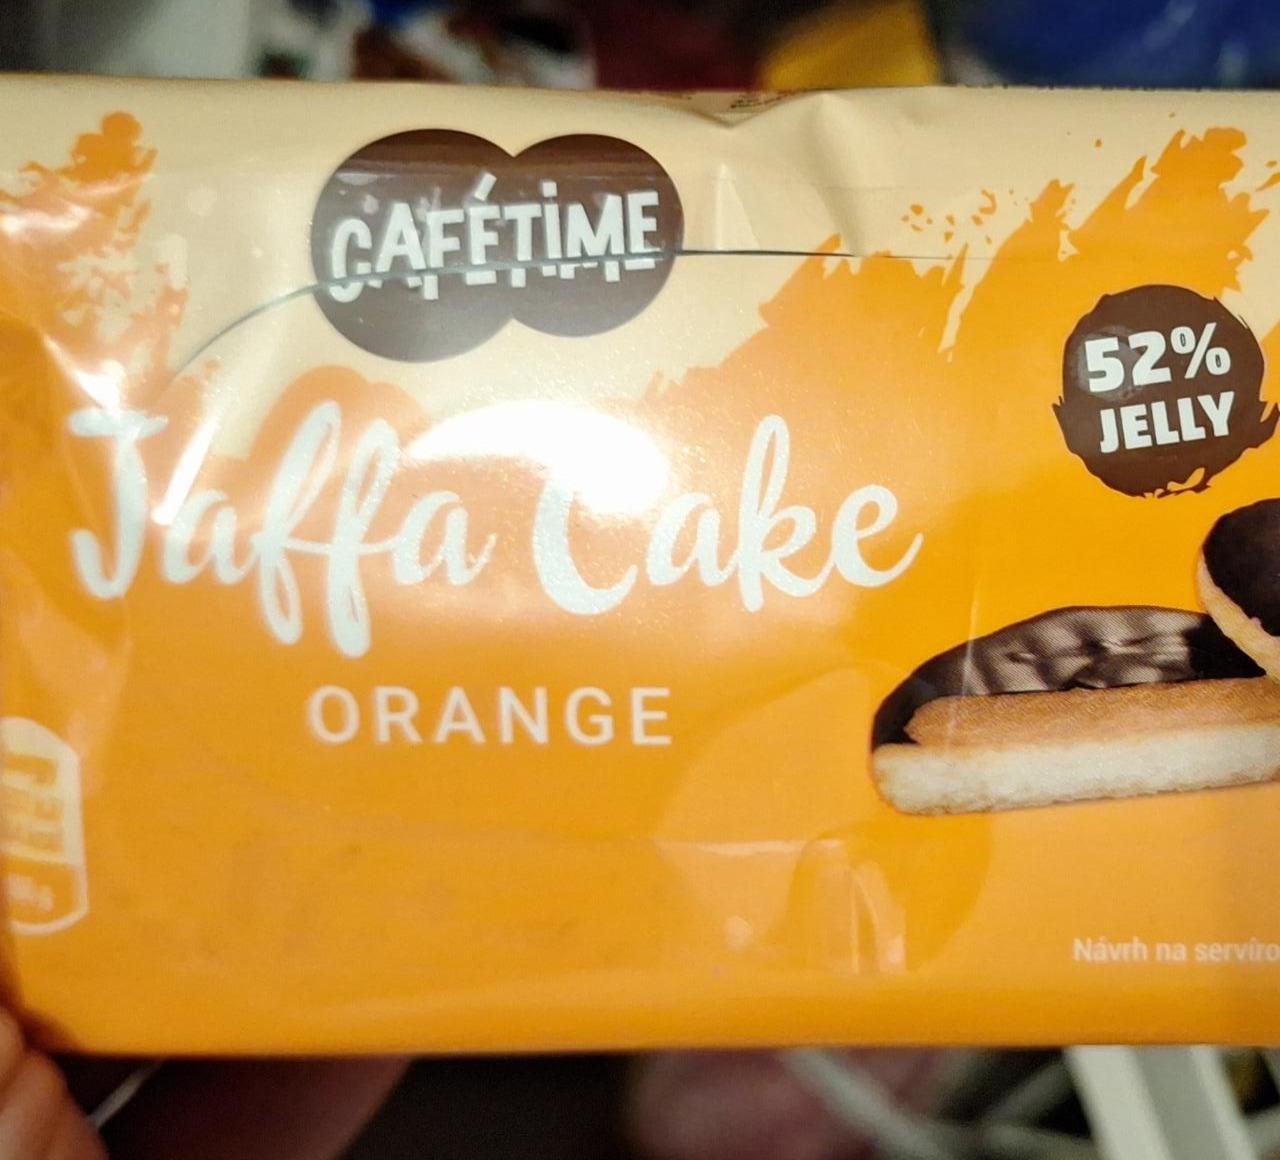 CAFÉTIME
52%
JELLY
Jaffa Cake
ORANGE
Návrh na servíro